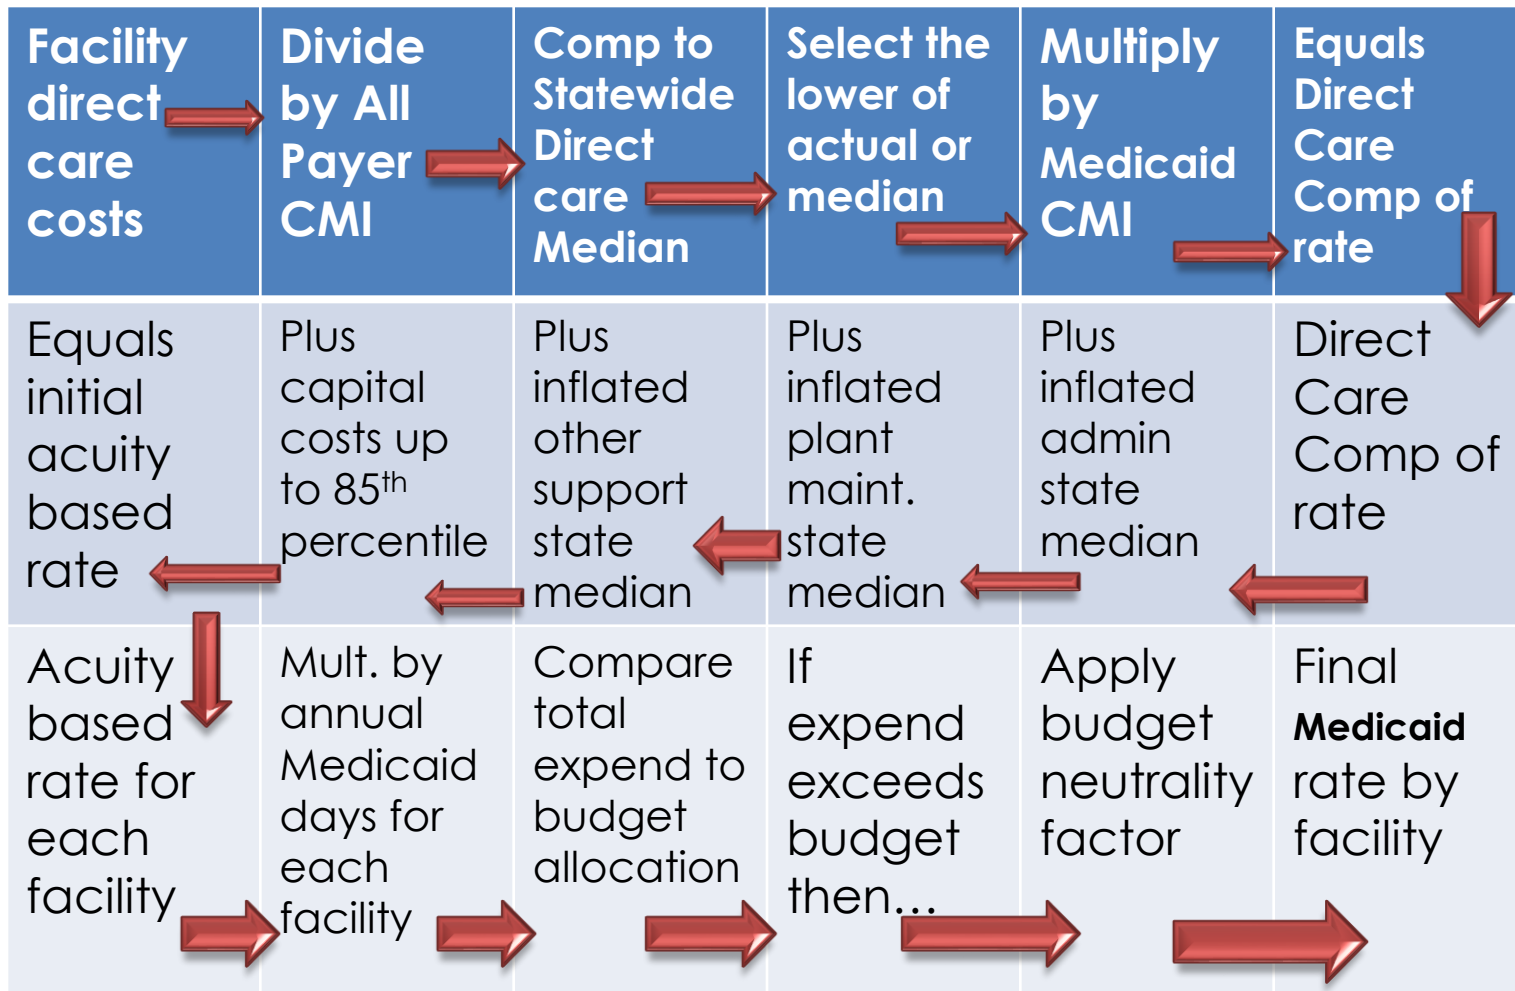 Facility
direct
care
costs
Divide
by All
Payer
CMI
Comp to
Statewide
Direct
care
Median
Select the
lower of
actual or
median
Multiply
by
Medicaid
CMI
Equals
Direct
Care
Comp of
rate
Equals
initial
acuity
based
rate
Plus
capital
costs up
to 85th
percentile
Plus
inflated
other
support
state
median
Plus
inflated
plant
maint.
state
median
Plus
inflated
admin
state
median
Direct
Care
Comp of
rate
Acuity
based
rate for
each
facility
Mult. by
annual
Medicaid
days for
each
facility
Compare
total
expend to
budget
allocation
If
expend
exceeds
budget
then…
Apply
budget
neutrality
factor
Final
Medicaid
rate by
facility